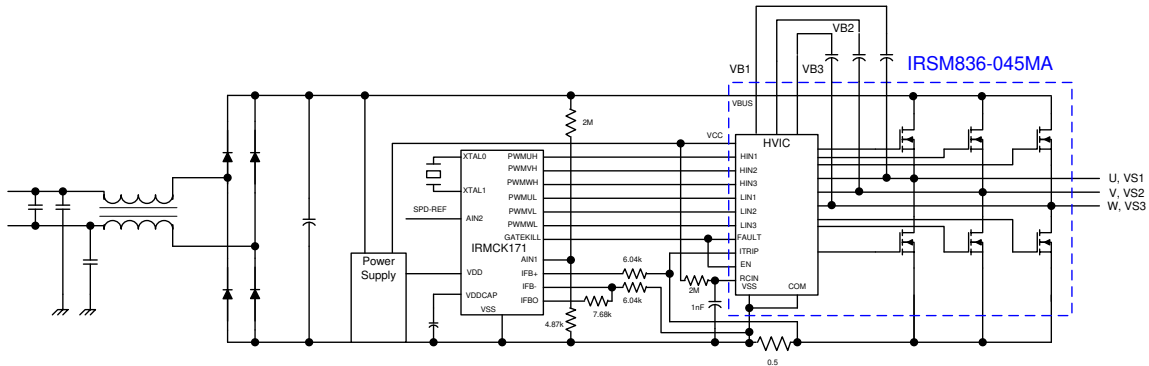 VB2
VB1
VB3
IRSM836-045MA
VBUS
2M
VCC
HVIC
XTAL0
PWMUH
HIN1
PWMVH
HIN2
U, VS1
XTAL1
PWMWH
HIN3
V, VS2
PWMUL
LIN1
W, VS3
SPD-REF
AIN2
PWMVL
LIN2
PWMWL
LIN3
GATEKILL
FAULT
IRMCK171
ITRIP
Power
Supply
AIN1
EN
VDD
IFB+
6.04k
RCIN
IFB-
6.04k
2M
VSS
COM
VDDCAP
IFBO
7.68k
1nF
VSS
4.87k
0.5